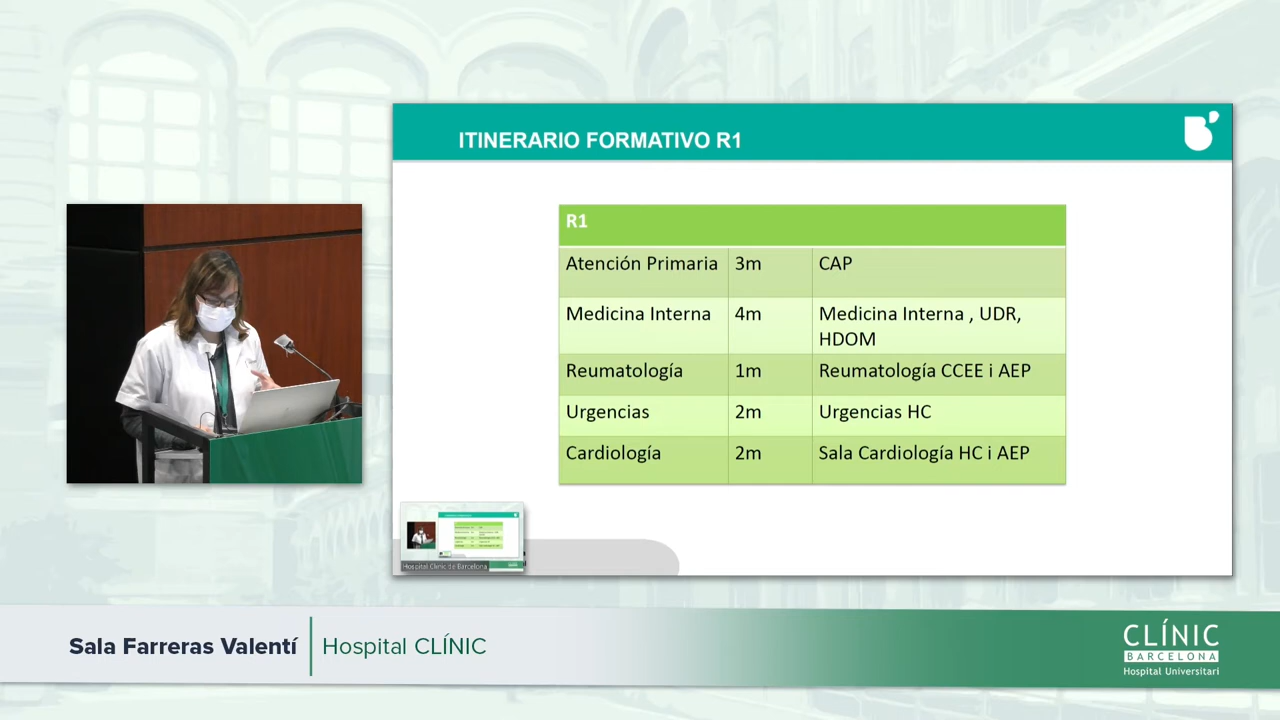 ITINERARIO FORMATIVO R1
R1
Atención Primaria 3m CAP
Medicina Interna 4m Medicina Interna , UDR,
HDOM
Reumatología 1m Reumatología CCEE i AEP
Urgencias 2m Urgencias HC
Cardiología 2m Sala Cardiología HC i AEP
Hospital Clínic de Barcelona
Sala Farreras Valentí Hospital CLÍNIC
CLÍNIC
BARCELONA
Hospital Universitari